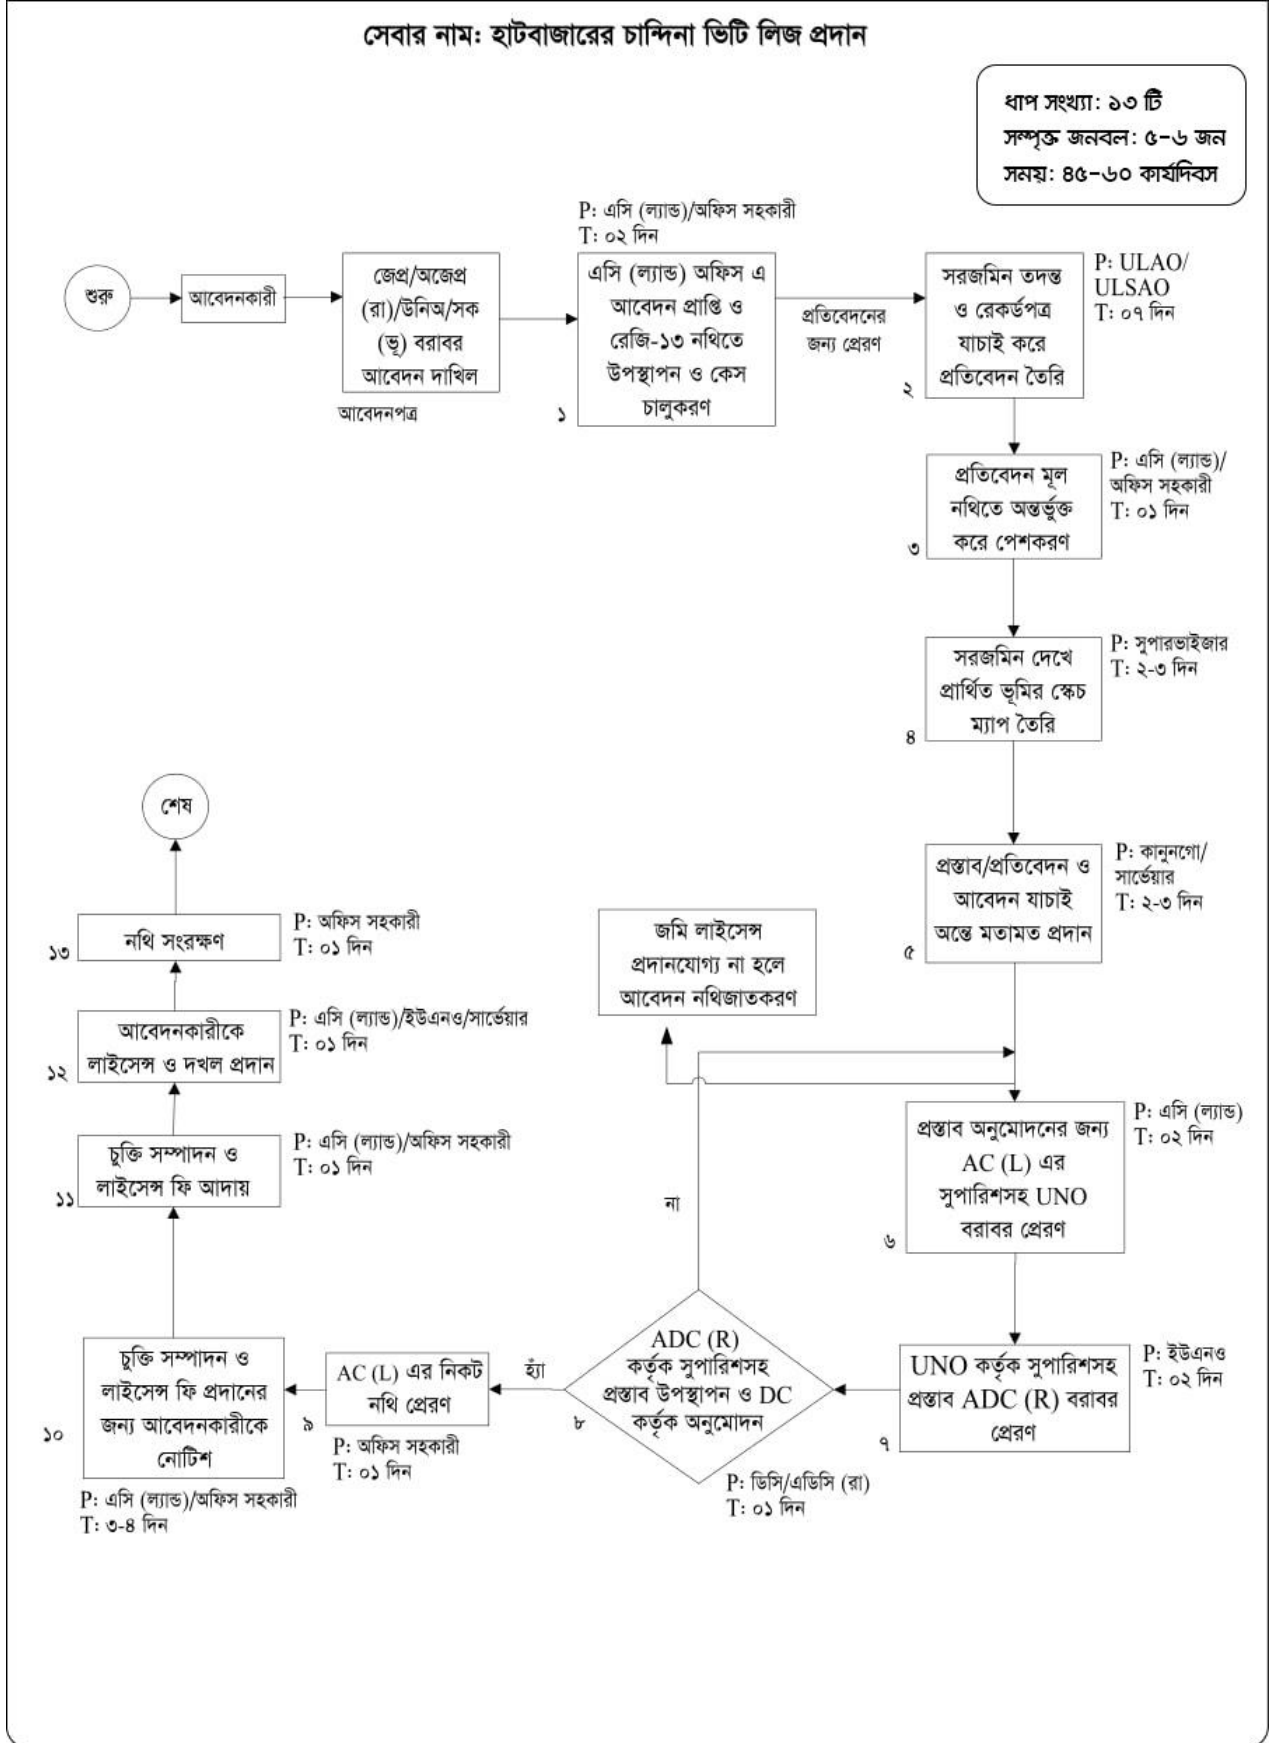 সেবার নাম: হাটবাজারের চান্দিনা ভিটি লিজ প্রদান
ধাপ সংখ্যা: ১৩ টি
সম্পৃক্ত জনবল: ৫-৬ জন
সময়: ৪৫-৬০ কার্যদিবস
শুরু
আবেদনকারী
জেপ্র/অজেপ্র
(রা)/উনিঅ/সক
(ভূ) বরাবর
আবেদন দাখিল
আবেদনপত্র
P: এসি (ল্যান্ড)/অফিস সহকারী
T: ০২ দিন
এসি (ল্যান্ড) অফিস এ
আবেদন প্রাপ্তি ও
রেজি-১৩ নথিতে
উপস্থাপন ও কেস
চালুকরণ
১
প্রতিবেদনের
জন্য প্রেরণ
সরজমিন তদন্ত
ও রেকর্ডপত্র
যাচাই করে
প্রতিবেদন তৈরি
২
P: ULAO/
ULSAO
T: ০৭ দিন
প্রতিবেদন মূল
নথিতে অন্তর্ভুক্ত
করে পেশকরণ
৩
P: এসি (ল্যান্ড)/
অফিস সহকারী
T: ০১ দিন
সরজমিন দেখে
প্রার্থিত ভূমির স্কেচ
ম্যাপ তৈরি
৪
P: সুপারভাইজার
T: ২-৩ দিন
প্রস্তাব/প্রতিবেদন ও
আবেদন যাচাই
অন্তে মতামত প্রদান
৫
P: কানুনগো/
সার্ভেয়ার
T: ২-৩ দিন
জমি লাইসেন্স
প্রদানযোগ্য না হলে
আবেদন নথিজাতকরণ
প্রস্তাব অনুমোদনের জন্য
AC (L) এর
সুপারিশসহ UNO
বরাবর প্রেরণ
৬
P: এসি (ল্যান্ড)
T: ০২ দিন
UNO কর্তৃক সুপারিশসহ
প্রস্তাব ADC (R) বরাবর
প্রেরণ
৭
P: ইউএনও
T: ০২ দিন
না
ADC (R)
কর্তৃক সুপারিশসহ
প্রস্তাব উপস্থাপন ও DC
কর্তৃক অনুমোদন
৮
P: ডিসি/এডিসি (রা)
T: ০১ দিন
হ্যাঁ
AC (L) এর নিকট
নথি প্রেরণ
৯
P: অফিস সহকারী
T: ০১ দিন
চুক্তি সম্পাদন ও
লাইসেন্স ফি প্রদানের
জন্য আবেদনকারীকে
নোটিশ
১০
P: এসি (ল্যান্ড)/অফিস সহকারী
T: ৩-৪ দিন
চুক্তি সম্পাদন ও
লাইসেন্স ফি আদায়
১১
P: এসি (ল্যান্ড)/অফিস সহকারী
T: ০১ দিন
আবেদনকারীকে
লাইসেন্স ও দখল প্রদান
১২
P: এসি (ল্যান্ড)/ইউএনও/সার্ভেয়ার
T: ০১ দিন
নথি সংরক্ষণ
১৩
P: অফিস সহকারী
T: ০১ দিন
শেষ